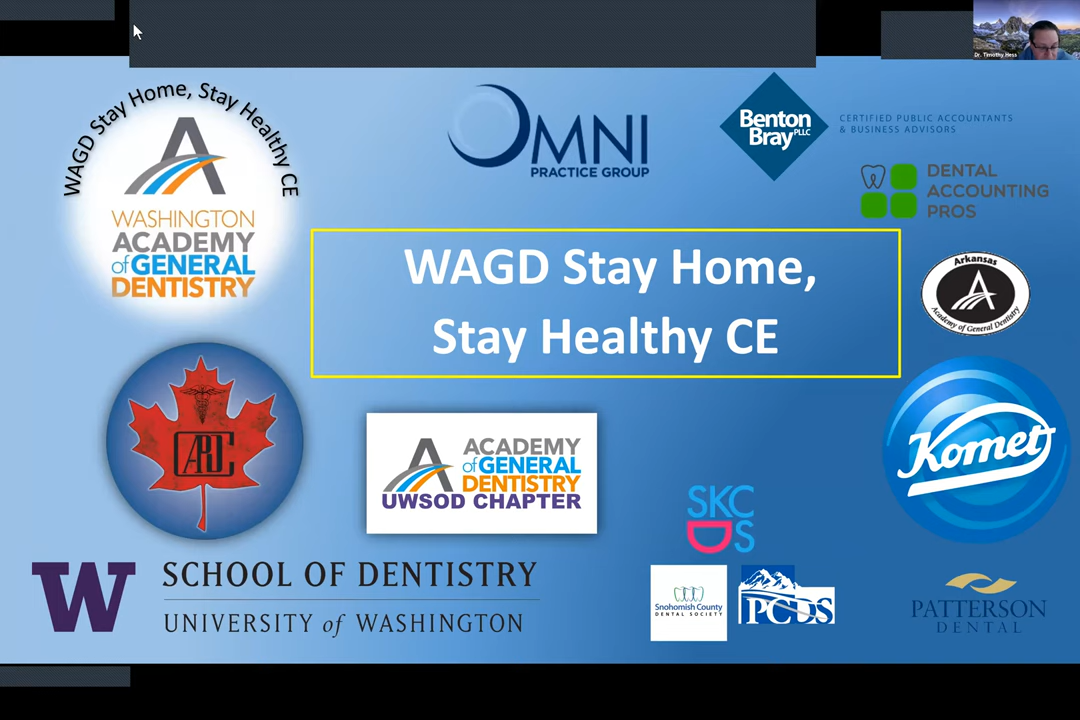 Dr. Timothy Hess
WAGD Stay Home, Stay Healthy CE
WASHINGTON
ACADEMY
of GENERAL
DENTISTRY
OMNI
PRACTICE GROUP
Benton
Bray PLLC
CERTIFIED PUBLIC ACCOUNTANTS
& BUSINESS ADVISORS
DENTAL
ACCOUNTING
PROS
WAGD Stay Home,
Stay Healthy CE
Arkansas
Academy of General Dentistry
Komet
ACADEMY
of GENERAL
DENTISTRY
UWSOD CHAPTER
SKC
DS
W
SCHOOL OF DENTISTRY
UNIVERSITY of WASHINGTON
Snohomish County
DENTAL SOCIETY
PCDS
PATTERSON
DENTAL